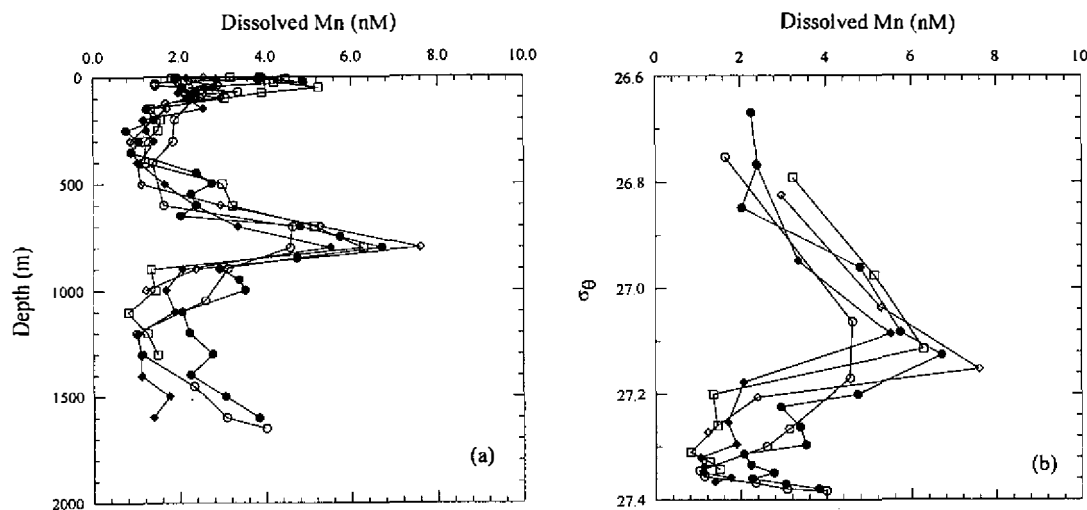 Dissolved Mn (nM)
0.0 2.0 4.0 6.0 8.0 10.0
0
500
1000
1500
2000
Depth (m)
(a)
Dissolved Mn (nM)
0 2 4 6 8 10
26.6
26.8
27.0
27.2
27.4
σθ
(b)